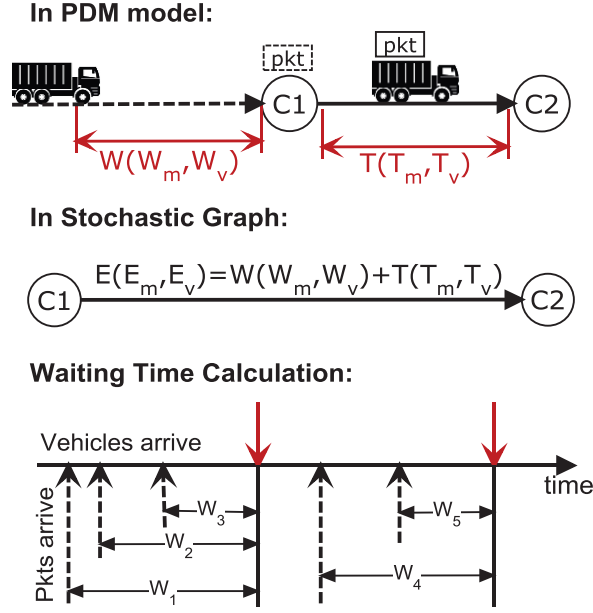 In PDM model:
pkt pkt
C1 C2
W(Wm,Wv) T(Tm,Tv)
In Stochastic Graph:
E(Em,Ev)=W(Wm,Wv)+T(Tm,Tv)
C1 C2
Waiting Time Calculation:
Vehicles arrive
time
Pkts arrive
W3 W5
W2
W4
W1